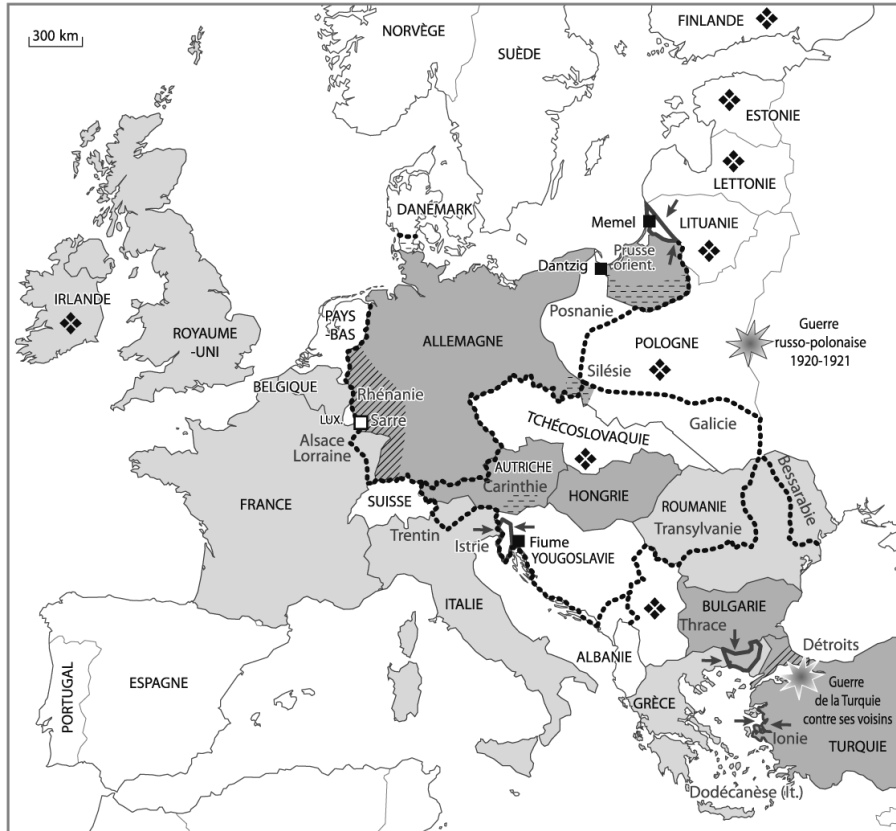 300 km
NORVÈGE
SUÈDE
FINLANDE
ESTONIE
LETTONIE
DANÉMARK
Memel
LITUANIE
Prusse
orient.
Dantzig
IRLANDE
ROYAUME
-UNI
PAYS
-BAS
ALLEMAGNE
Posnanie
POLOGNE
Guerre
russo-polonaise
1920-1921
BELGIQUE
Rhénanie
Silésie
LUX.
Sarre
TCHÉCOSLOVAQUIE
Galicie
Alsace
Lorraine
AUTRICHE
Carinthie
HONGRIE
Bessarabie
FRANCE
SUISSE
ROUMANIE
Transylvanie
Trentin
Istrie
Fiume
YOUGOSLAVIE
ITALIE
BULGARIE
Thrace
Détroits
ALBANIE
PORTUGAL
ESPAGNE
GRÈCE
Guerre
de la Turquie
contre ses voisins
Ionie
TURQUIE
Dodécanèse (it.)